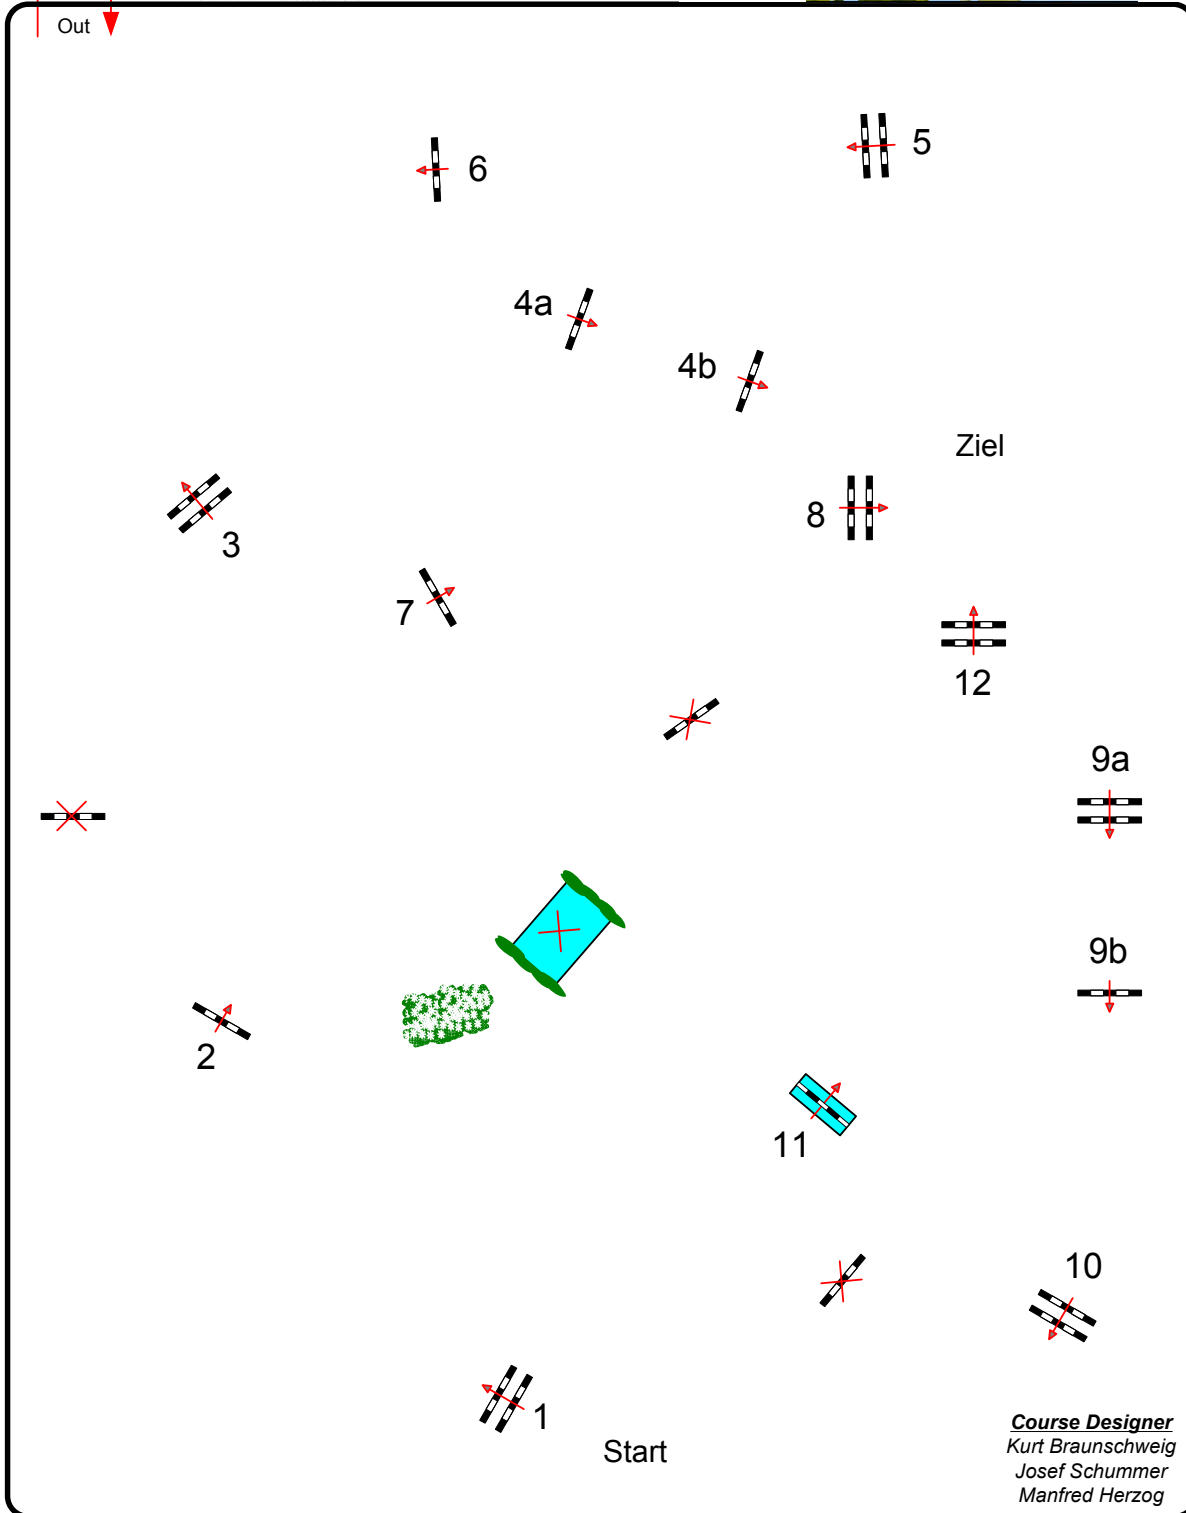 Out
5
6
4a
4b
Ziel
8
3
7
12
9a
9b
2
11
10
1
Start
Course Designer
Kurt Braunschweig
Josef Schummer
Manfred Herzog